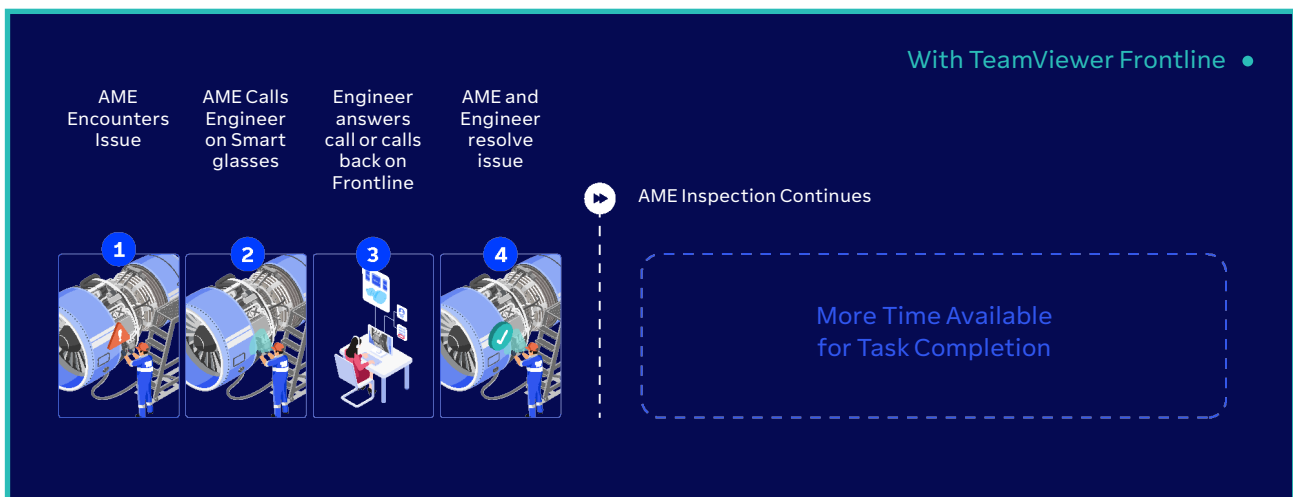 With TeamViewer Frontline
AME
Encounters
Issue
AME Calls
Engineer
on Smart
glasses
Engineer
answers
call or calls
back on
Frontline
AME and
Engineer
resolve
issue
AME Inspection Continues
1
2
3
4
More Time Available
for Task Completion